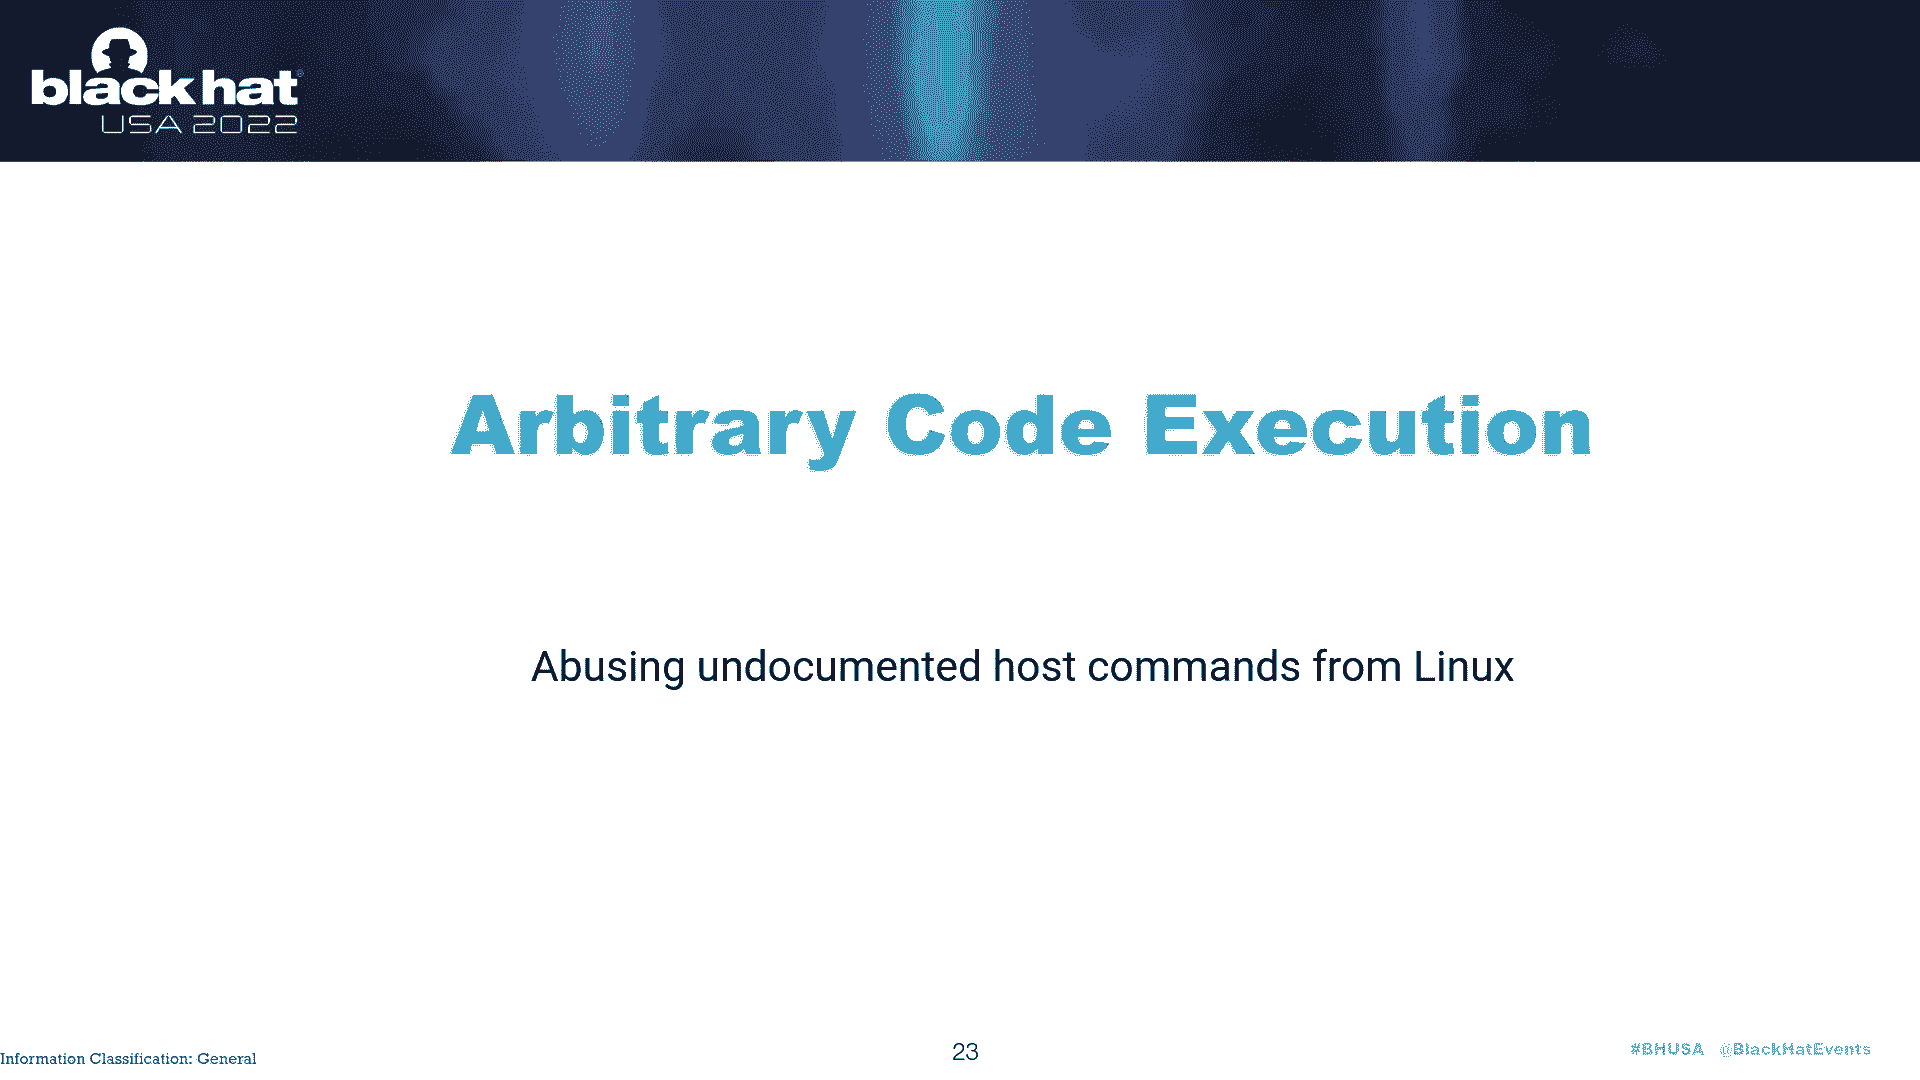 black hat®
USA 2022
Arbitrary Code Execution
Abusing undocumented host commands from Linux
Information Classification: General
23
#BHUSA @BlackHatEvents